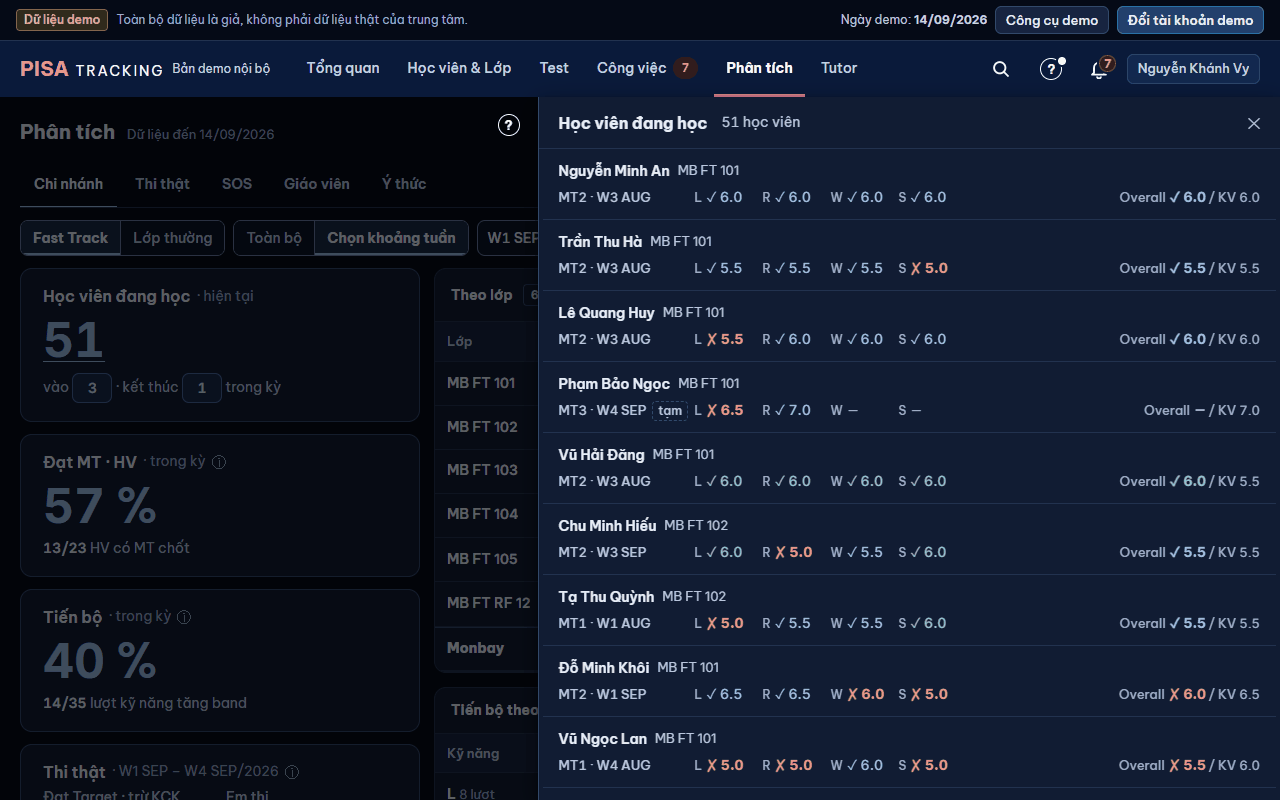 Dữ liệu demo Toàn bộ dữ liệu là giả, không phải dữ liệu thật của trung tâm. Ngày demo: 14/09/2026 Công cụ demo Đổi tài khoản demo
PISA TRACKING Bản demo nội bộ Tổng quan Học viên & Lớp Test Công việc 7 Phân tích Tutor ? 7 Nguyễn Khánh Vy
Phân tích Dữ liệu đến 14/09/2026 ?
Chi nhánh Thi thật SOS Giáo viên Ý thức
Fast Track Lớp thường Toàn bộ Chọn khoảng tuần W1 SEP
Học viên đang học · hiện tại
51
vào 3 · kết thúc 1 trong kỳ
Đạt MT · HV · trong kỳ ⓘ
57 %
13/23 HV có MT chốt
Tiến bộ · trong kỳ ⓘ
40 %
14/35 lượt kỹ năng tăng band
Thi thật · W1 SEP – W4 SEP/2026 ⓘ
Đạt Target · trừ KCK Em thi
Theo lớp 6
Lớp
MB FT 101
MB FT 102
MB FT 103
MB FT 104
MB FT 105
MB FT RF 12
Monbay
Tiến bộ theo
Kỹ năng
L 8 lượt
Học viên đang học 51 học viên
Nguyễn Minh An MB FT 101
MT2 · W3 AUG L ✓ 6.0 R ✓ 6.0 W ✓ 6.0 S ✓ 6.0 Overall ✓ 6.0 / KV 6.0
Trần Thu Hà MB FT 101
MT2 · W3 AUG L ✓ 5.5 R ✓ 5.5 W ✓ 5.5 S ✗ 5.0 Overall ✓ 5.5 / KV 5.5
Lê Quang Huy MB FT 101
MT2 · W3 AUG L ✗ 5.5 R ✓ 6.0 W ✓ 6.0 S ✓ 6.0 Overall ✓ 6.0 / KV 6.0
Phạm Bảo Ngọc MB FT 101
MT3 · W4 SEP tạm L ✗ 6.5 R ✓ 7.0 W — S — Overall — / KV 7.0
Vũ Hải Đăng MB FT 101
MT2 · W3 AUG L ✓ 6.0 R ✓ 6.0 W ✓ 6.0 S ✓ 6.0 Overall ✓ 6.0 / KV 5.5
Chu Minh Hiếu MB FT 102
MT2 · W3 SEP L ✓ 6.0 R ✗ 5.0 W ✓ 5.5 S ✓ 6.0 Overall ✓ 5.5 / KV 5.5
Tạ Thu Quỳnh MB FT 102
MT1 · W1 AUG L ✗ 5.0 R ✓ 5.5 W ✓ 5.5 S ✓ 6.0 Overall ✓ 5.5 / KV 5.5
Đỗ Minh Khôi MB FT 101
MT2 · W1 SEP L ✓ 6.5 R ✓ 6.5 W ✗ 6.0 S ✗ 5.0 Overall ✗ 6.0 / KV 6.5
Vũ Ngọc Lan MB FT 101
MT1 · W4 AUG L ✗ 5.0 R ✗ 5.0 W ✓ 6.0 S ✗ 5.0 Overall ✗ 5.5 / KV 6.0